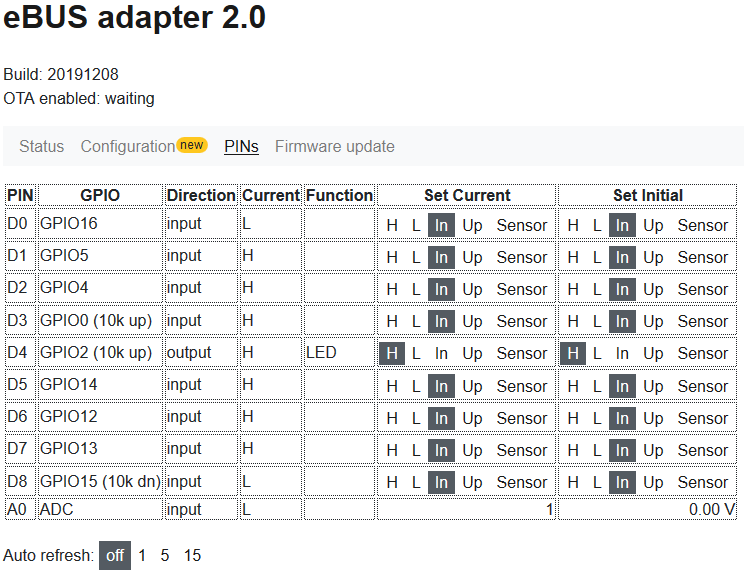 eBUS adapter 2.0
Build: 20191208
OTA enabled: waiting
Status Configuration new PINs Firmware update
PIN GPIO Direction Current Function Set Current Set Initial
D0 GPIO16 input L H L In Up Sensor H L In Up Sensor
D1 GPIO5 input H H L In Up Sensor H L In Up Sensor
D2 GPIO4 input H H L In Up Sensor H L In Up Sensor
D3 GPIO0 (10k up) input H H L In Up Sensor H L In Up Sensor
D4 GPIO2 (10k up) output H LED H L In Up Sensor H L In Up Sensor
D5 GPIO14 input H H L In Up Sensor H L In Up Sensor
D6 GPIO12 input H H L In Up Sensor H L In Up Sensor
D7 GPIO13 input H H L In Up Sensor H L In Up Sensor
D8 GPIO15 (10k dn) input L H L In Up Sensor H L In Up Sensor
A0 ADC input L 1 0.00 V
Auto refresh: off 1 5 15